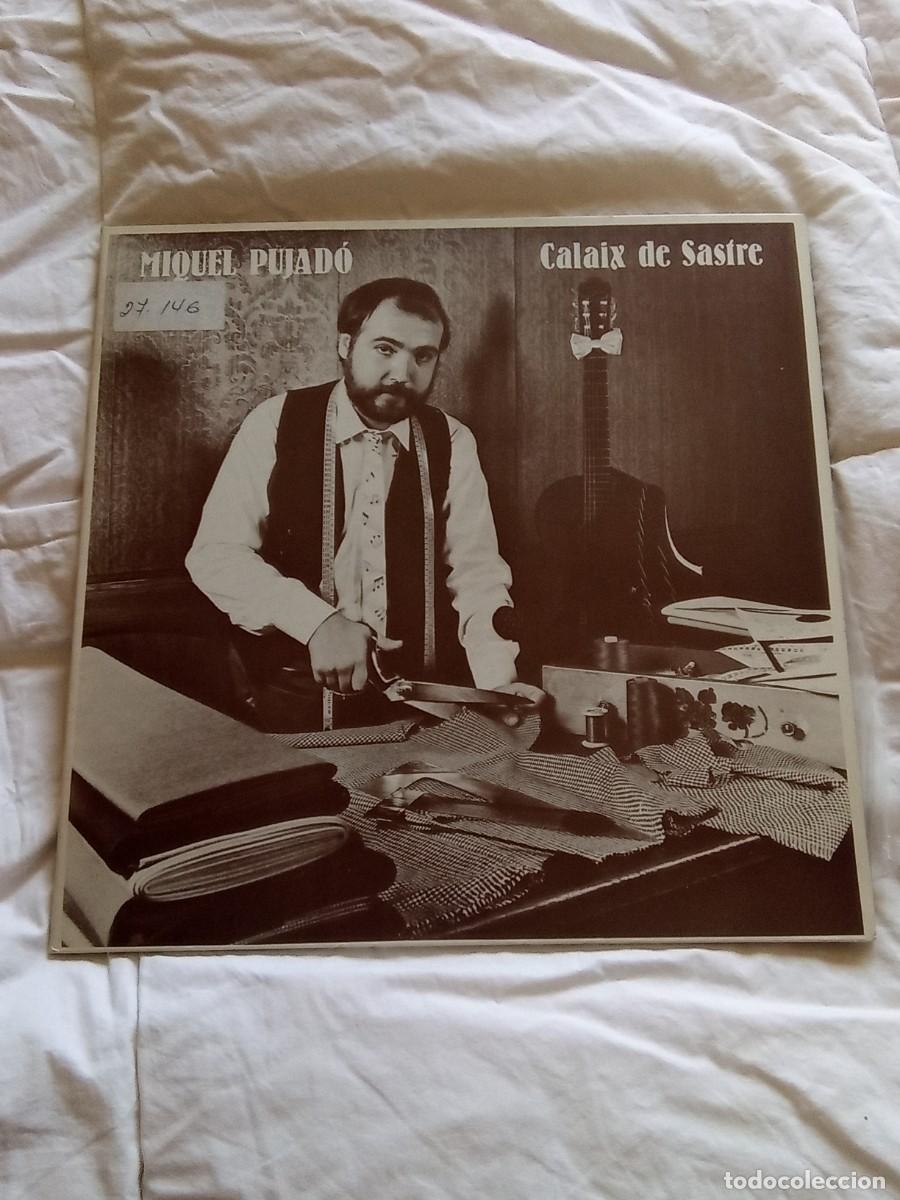 MIQUEL PUJADÓ
Calaix de Sastre
27.146
todocoleccion